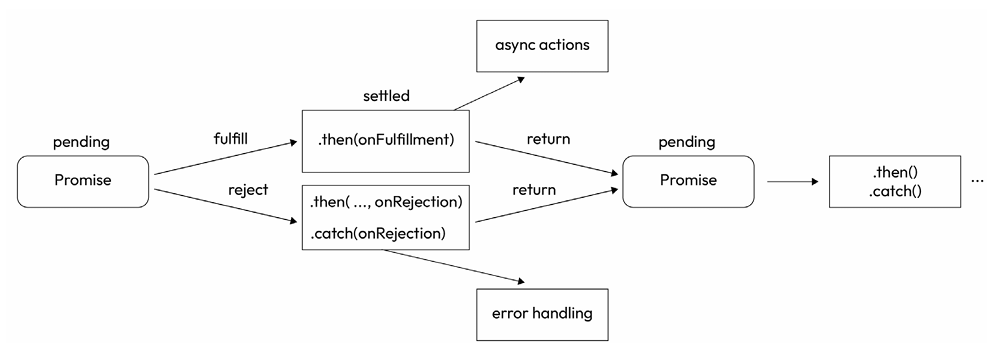 async actions
settled
pending
fulfill
.then(onFulfillment)
return
pending
Promise
Promise
.then()
.catch()
...
reject
.then( ..., onRejection)
return
.catch(onRejection)
error handling